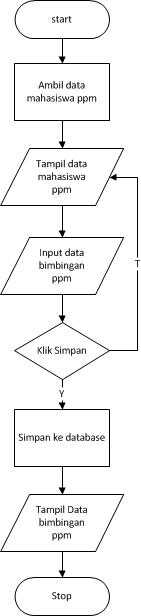 start
Ambil data
mahasiswa ppm
Tampil data
mahasiswa
ppm
Input data
bimbingan
ppm
T
Klik Simpan
Y
Simpan ke database
Tampil Data
bimbingan
ppm
Stop